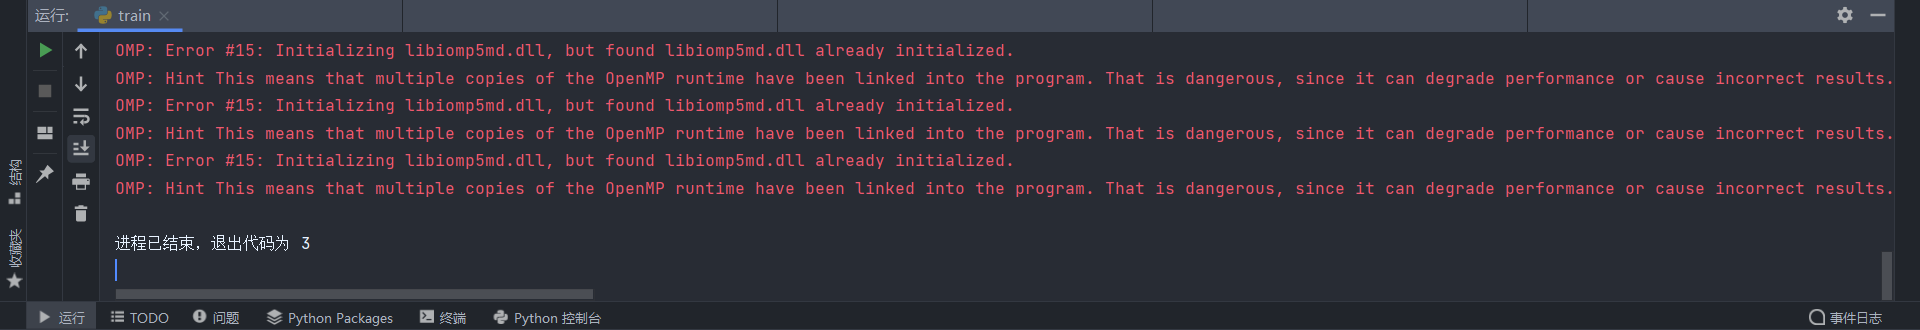 运行:
train
OMP: Error #15: Initializing libiomp5md.dll, but found libiomp5md.dll already initialized.
OMP: Hint This means that multiple copies of the OpenMP runtime have been linked into the program. That is dangerous, since it can degrade performance or cause incorrect results.
OMP: Error #15: Initializing libiomp5md.dll, but found libiomp5md.dll already initialized.
OMP: Hint This means that multiple copies of the OpenMP runtime have been linked into the program. That is dangerous, since it can degrade performance or cause incorrect results.
OMP: Error #15: Initializing libiomp5md.dll, but found libiomp5md.dll already initialized.
OMP: Hint This means that multiple copies of the OpenMP runtime have been linked into the program. That is dangerous, since it can degrade performance or cause incorrect results.
进程已结束，退出代码为 3
结构
收藏夹
运行
TODO
问题
Python Packages
终端
Python 控制台
事件日志